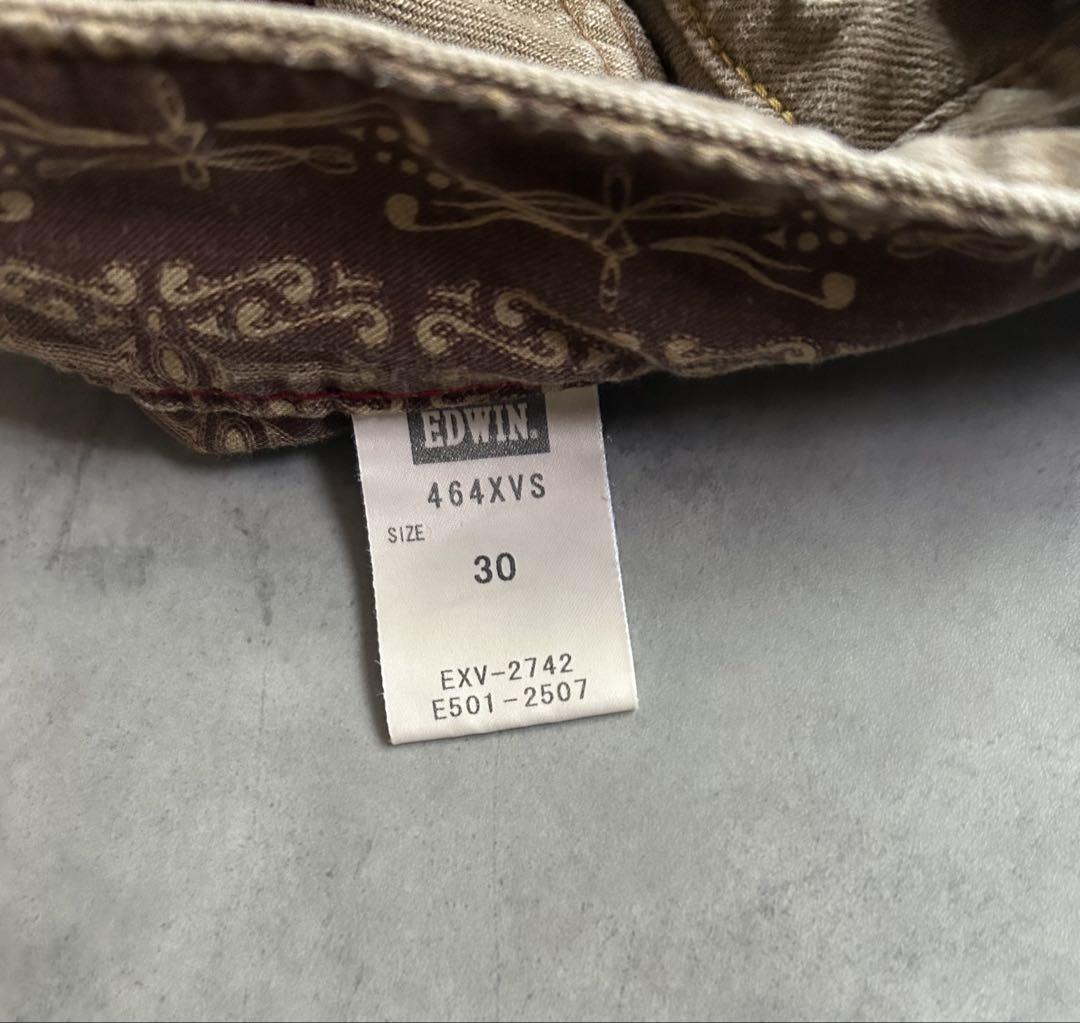 EDWIN.
464XVS
SIZE
30
EXV-2742
E501-2507